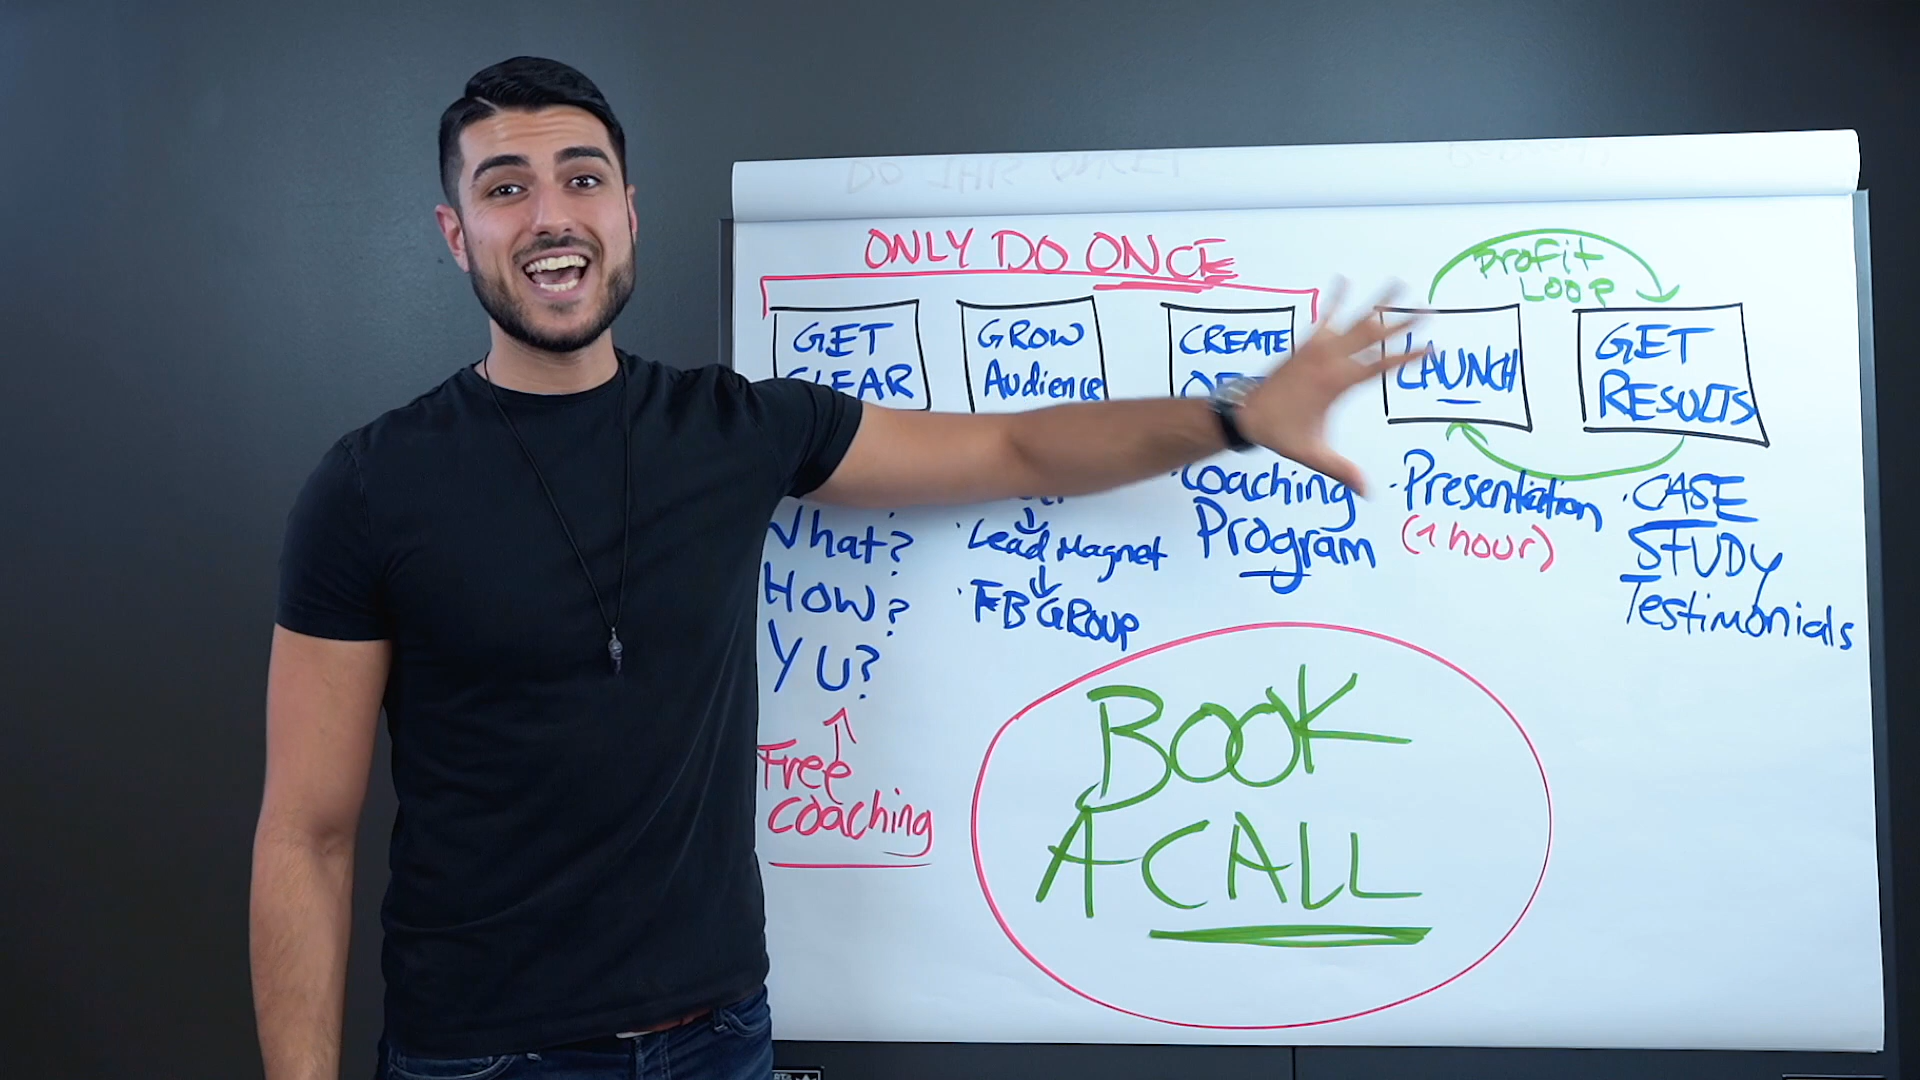 ONLY DO ONCE
Profit
Loop
GET
CLEAR
GROW
Audience
CREATE
LAUNCH
GET
RESULTS
What?
HOW?
Y U?
Free
coaching
Lead Magnet
FB GROUP
Coaching
Program
Presentation
(1 hour)
CASE
STUDY
Testimonials
BOOK
A CALL